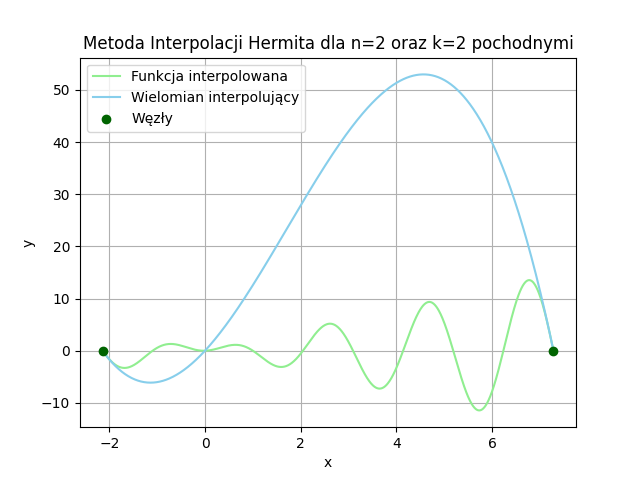 Metoda Interpolacji Hermita dla n=2 oraz k=2 pochodnymi
Funkcja interpolowana
Wielomian interpolujący
Węzły
y
50
40
30
20
10
0
−10
−2
0
2
4
6
x